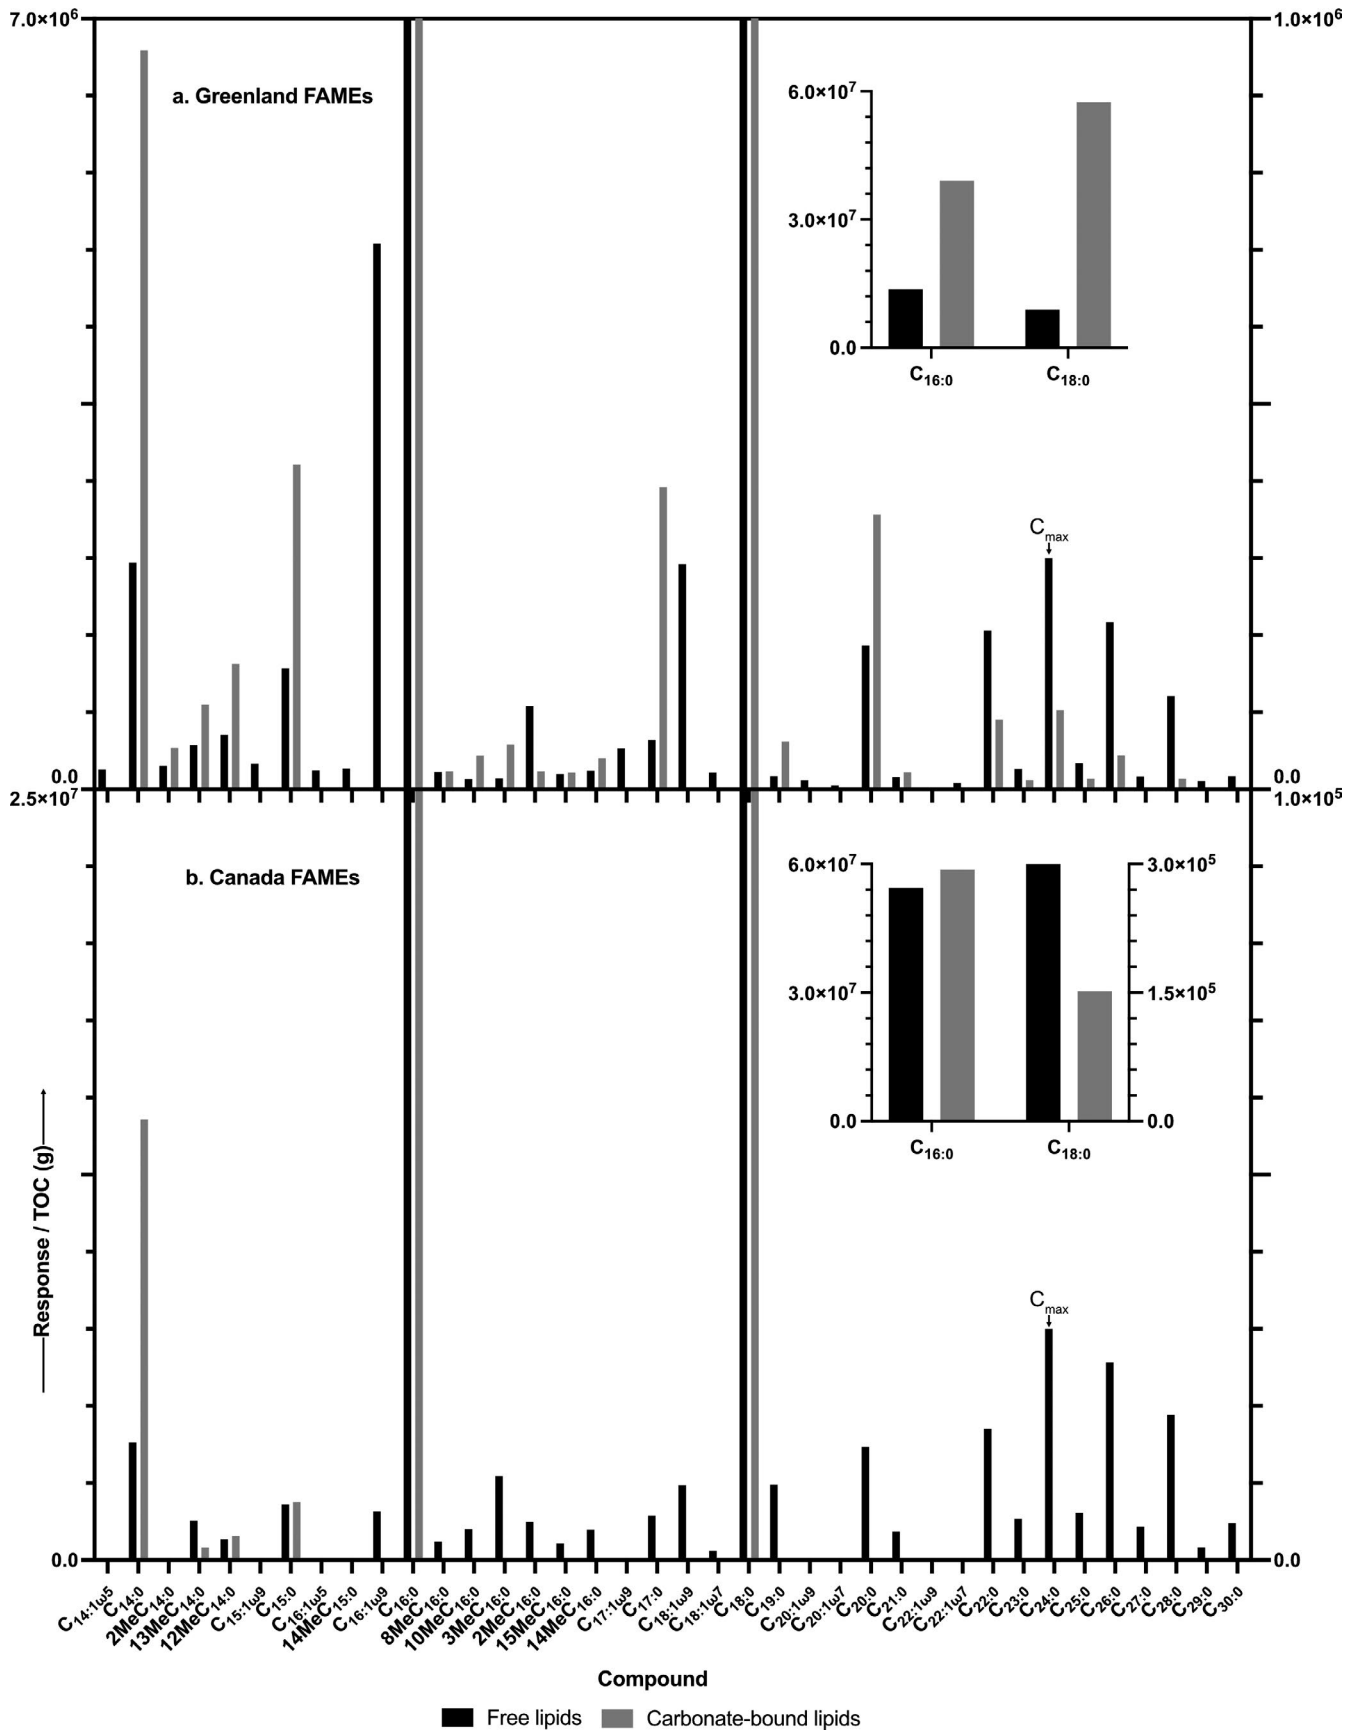 7.0×10⁶
1.0×10⁶
a. Greenland FAMEs
6.0×10⁷
3.0×10⁷
0.0
C₁₆:₀
C₁₈:₀
Cmax
0.0
0.0
2.5×10⁷
1.0×10⁵
b. Canada FAMEs
6.0×10⁷
3.0×10⁵
3.0×10⁷
1.5×10⁵
0.0
0.0
C₁₆:₀
C₁₈:₀
Response / TOC (g)
Cmax
0.0
0.0
C14:1ω5
C14:0
2MeC14:0
13MeC14:0
12MeC14:0
C15:1ω9
C15:0
C16:1ω5
14MeC15:0
C16:1ω9
C16:0
8MeC16:0
10MeC16:0
3MeC16:0
2MeC16:0
15MeC16:0
14MeC16:0
C17:1ω9
C17:0
C18:1ω9
C18:1ω7
C18:0
C19:0
C20:1ω9
C20:1ω7
C20:0
C21:0
C22:1ω9
C22:1ω7
C22:0
C23:0
C24:0
C25:0
C26:0
C27:0
C28:0
C29:0
C30:0
Compound
Free lipids
Carbonate-bound lipids